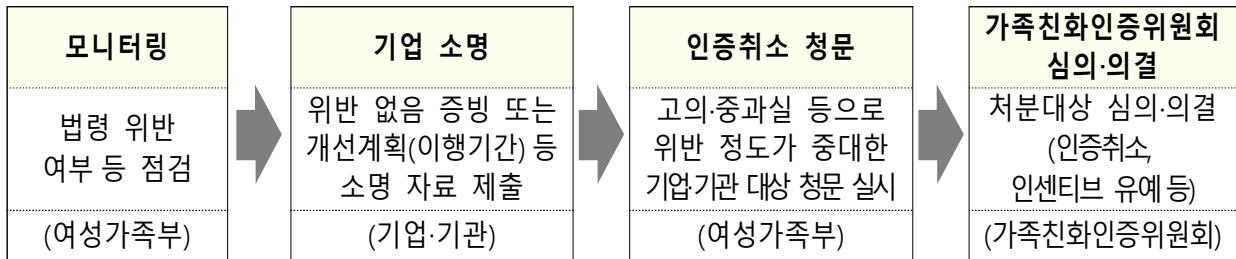 모니터링
법령 위반
여부 등 점검
(여성가족부)
기업 소명
위반 없음 증빙 또는
개선계획(이행기간) 등
소명 자료 제출
(기업·기관)
인증취소 청문
고의·중과실 등으로
위반 정도가 중대한
기업·기관 대상 청문 실시
(여성가족부)
가족친화인증위원회
심의·의결
처분대상 심의·의결
(인증취소,
인센티브 유예 등)
(가족친화인증위원회)